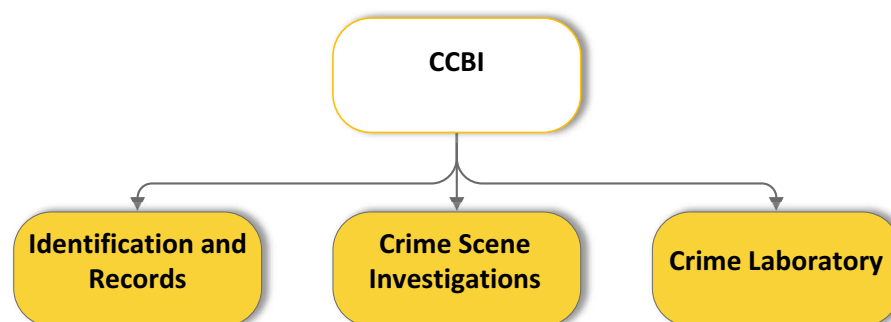 CCBI
Identification and
Records
Crime Scene
Investigations
Crime Laboratory